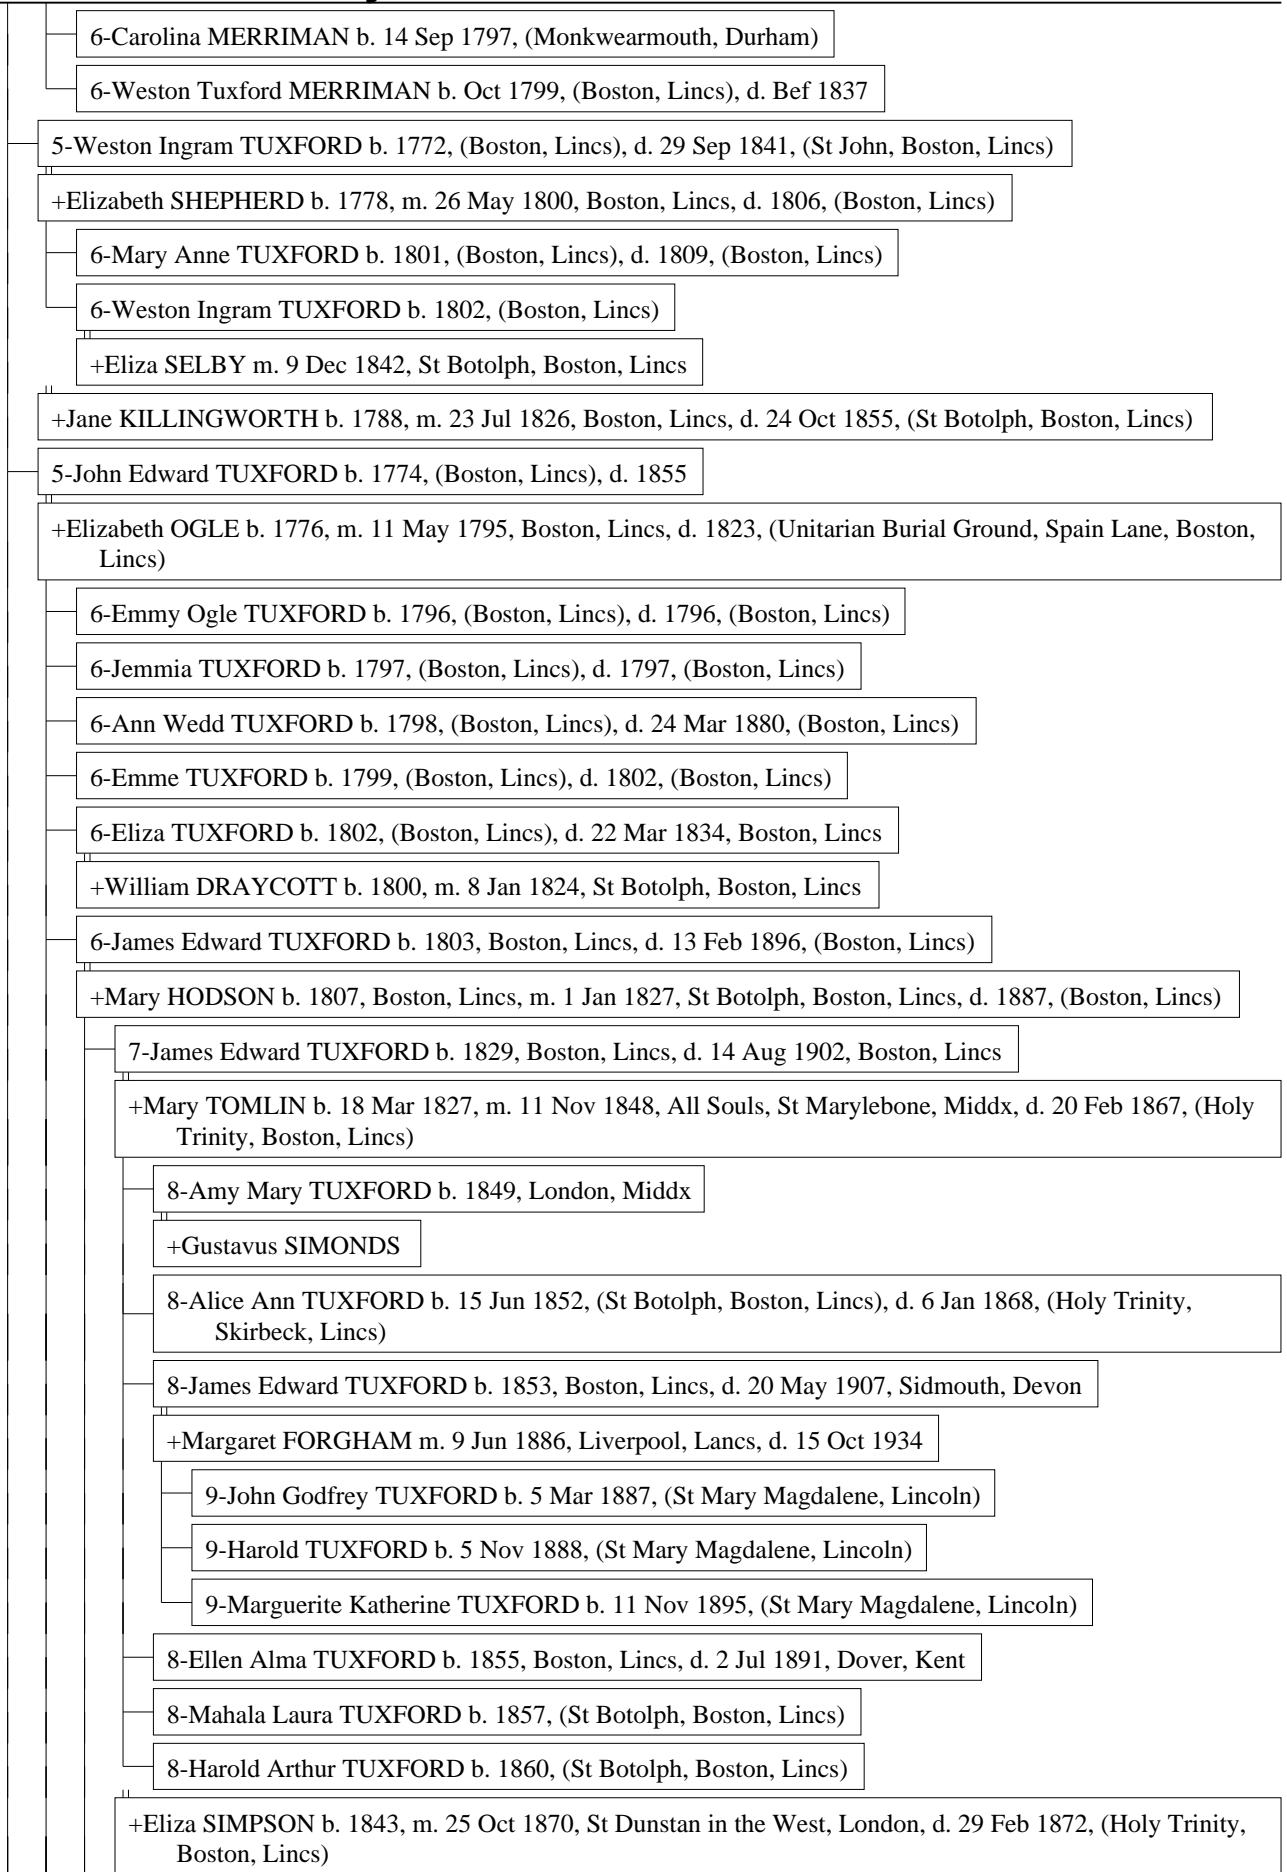 6-Carolina MERRIMAN b. 14 Sep 1797, (Monkwearmouth, Durham)
6-Weston Tuxford MERRIMAN b. Oct 1799, (Boston, Lincs), d. Bef 1837
5-Weston Ingram TUXFORD b. 1772, (Boston, Lincs), d. 29 Sep 1841, (St John, Boston, Lincs)
+Elizabeth SHEPHERD b. 1778, m. 26 May 1800, Boston, Lincs, d. 1806, (Boston, Lincs)
6-Mary Anne TUXFORD b. 1801, (Boston, Lincs), d. 1809, (Boston, Lincs)
6-Weston Ingram TUXFORD b. 1802, (Boston, Lincs)
+Eliza SELBY m. 9 Dec 1842, St Botolph, Boston, Lincs
+Jane KILLINGWORTH b. 1788, m. 23 Jul 1826, Boston, Lincs, d. 24 Oct 1855, (St Botolph, Boston, Lincs)
5-John Edward TUXFORD b. 1774, (Boston, Lincs), d. 1855
+Elizabeth OGLE b. 1776, m. 11 May 1795, Boston, Lincs, d. 1823, (Unitarian Burial Ground, Spain Lane, Boston,
Lincs)
6-Emmy Ogle TUXFORD b. 1796, (Boston, Lincs), d. 1796, (Boston, Lincs)
6-Jemmia TUXFORD b. 1797, (Boston, Lincs), d. 1797, (Boston, Lincs)
6-Ann Wedd TUXFORD b. 1798, (Boston, Lincs), d. 24 Mar 1880, (Boston, Lincs)
6-Emme TUXFORD b. 1799, (Boston, Lincs), d. 1802, (Boston, Lincs)
6-Eliza TUXFORD b. 1802, (Boston, Lincs), d. 22 Mar 1834, Boston, Lincs
+William DRAYCOTT b. 1800, m. 8 Jan 1824, St Botolph, Boston, Lincs
6-James Edward TUXFORD b. 1803, Boston, Lincs, d. 13 Feb 1896, (Boston, Lincs)
+Mary HODSON b. 1807, Boston, Lincs, m. 1 Jan 1827, St Botolph, Boston, Lincs, d. 1887, (Boston, Lincs)
7-James Edward TUXFORD b. 1829, Boston, Lincs, d. 14 Aug 1902, Boston, Lincs
+Mary TOMLIN b. 18 Mar 1827, m. 11 Nov 1848, All Souls, St Marylebone, Middx, d. 20 Feb 1867, (Holy
Trinity, Boston, Lincs)
8-Amy Mary TUXFORD b. 1849, London, Middx
+Gustavus SIMONDS
8-Alice Ann TUXFORD b. 15 Jun 1852, (St Botolph, Boston, Lincs), d. 6 Jan 1868, (Holy Trinity,
Skirbeck, Lincs)
8-James Edward TUXFORD b. 1853, Boston, Lincs, d. 20 May 1907, Sidmouth, Devon
+Margaret FORGHAM m. 9 Jun 1886, Liverpool, Lancs, d. 15 Oct 1934
9-John Godfrey TUXFORD b. 5 Mar 1887, (St Mary Magdalene, Lincoln)
9-Harold TUXFORD b. 5 Nov 1888, (St Mary Magdalene, Lincoln)
9-Marguerite Katherine TUXFORD b. 11 Nov 1895, (St Mary Magdalene, Lincoln)
8-Ellen Alma TUXFORD b. 1855, Boston, Lincs, d. 2 Jul 1891, Dover, Kent
8-Mahala Laura TUXFORD b. 1857, (St Botolph, Boston, Lincs)
8-Harold Arthur TUXFORD b. 1860, (St Botolph, Boston, Lincs)
+Eliza SIMPSON b. 1843, m. 25 Oct 1870, St Dunstan in the West, London, d. 29 Feb 1872, (Holy Trinity,
Boston, Lincs)